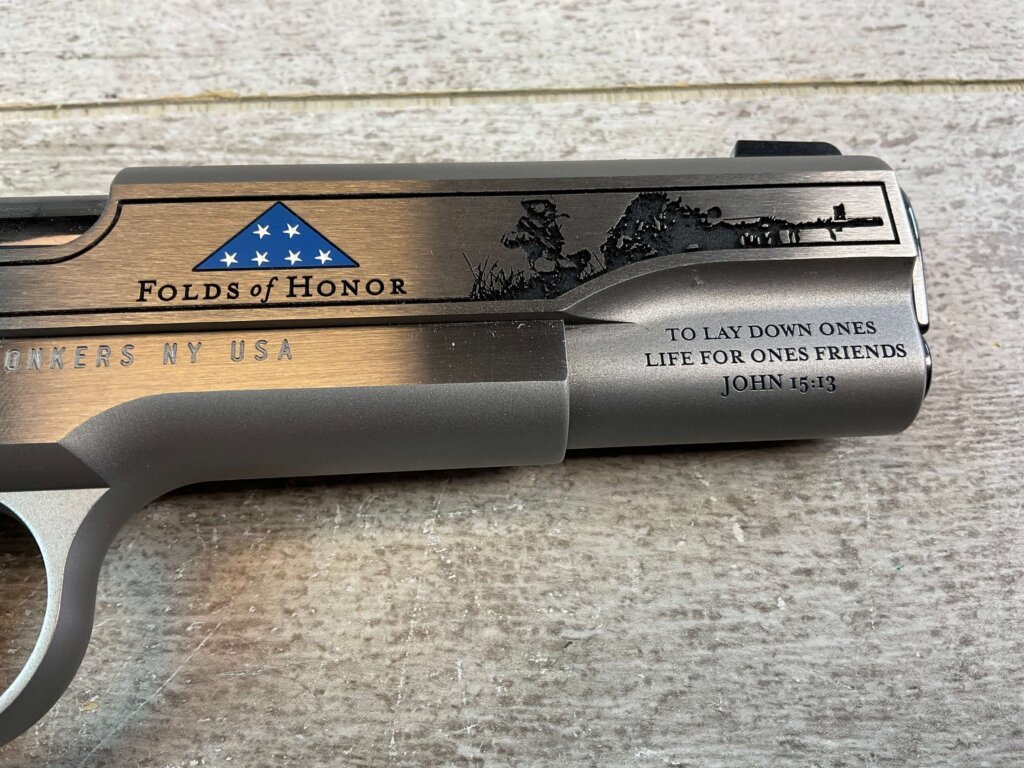 FOLDS of HONOR
ONKERS NY USA
TO LAY DOWN ONES
LIFE FOR ONES FRIENDS
JOHN 15:13